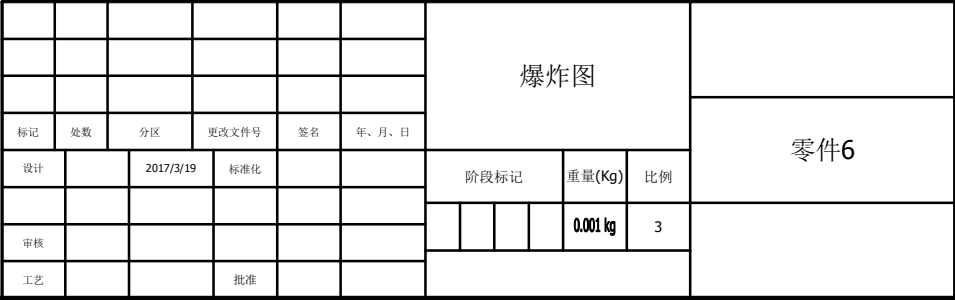 爆炸图
零件6
标记 处数 分区 更改文件号 签名 年、月、日
设计 2017/3/19 标准化
阶段标记 重量(Kg) 比例
0.001 kg 3
审核
工艺 批准